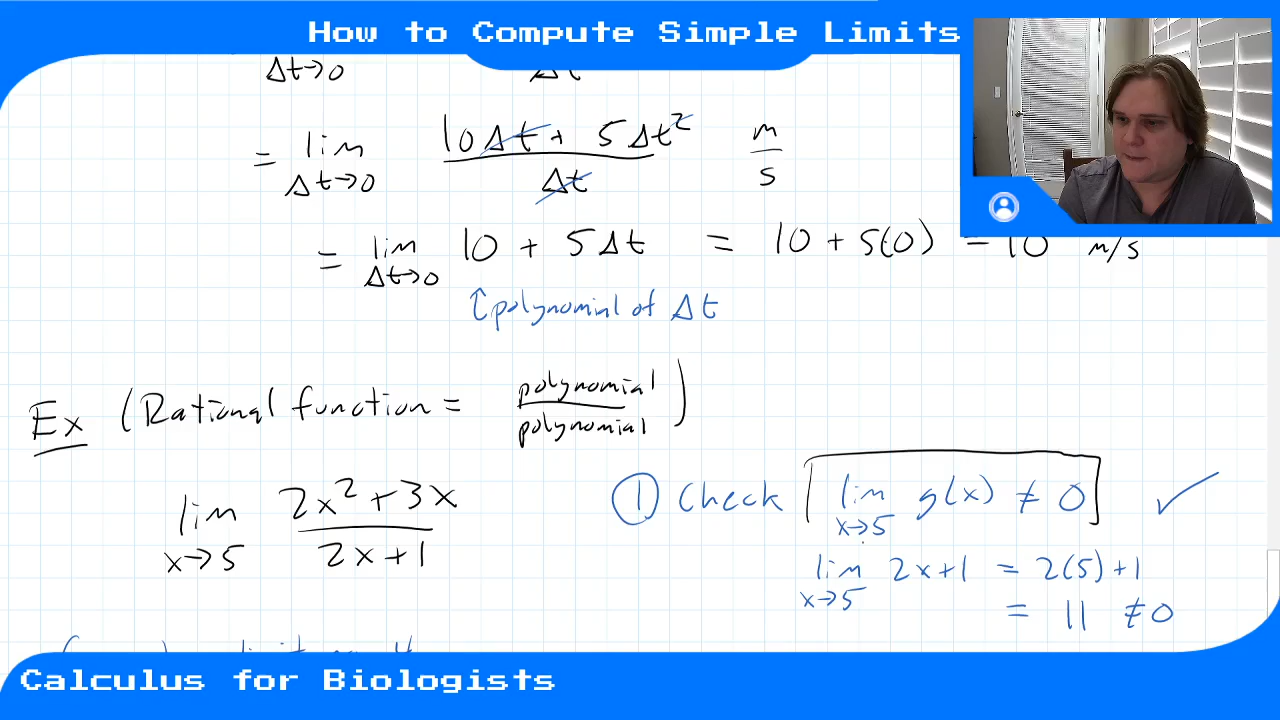 How to Compute Simple Limits
Δt→0 Δt
= lim 10Δt + 5Δt² m
Δt→0 Δt s
= lim 10 + 5Δt = 10 + 5(0) = 10 m/s
Δt→0
↑polynomial of Δt
Ex (Rational function = polynomial
polynomial)
lim 2x² + 3x
x→5 2x+1
① Check [lim g(x) ≠ 0] ✓
x→5
lim 2x+1 = 2(5)+1
x→5
= 11 ≠0
Calculus for Biologists